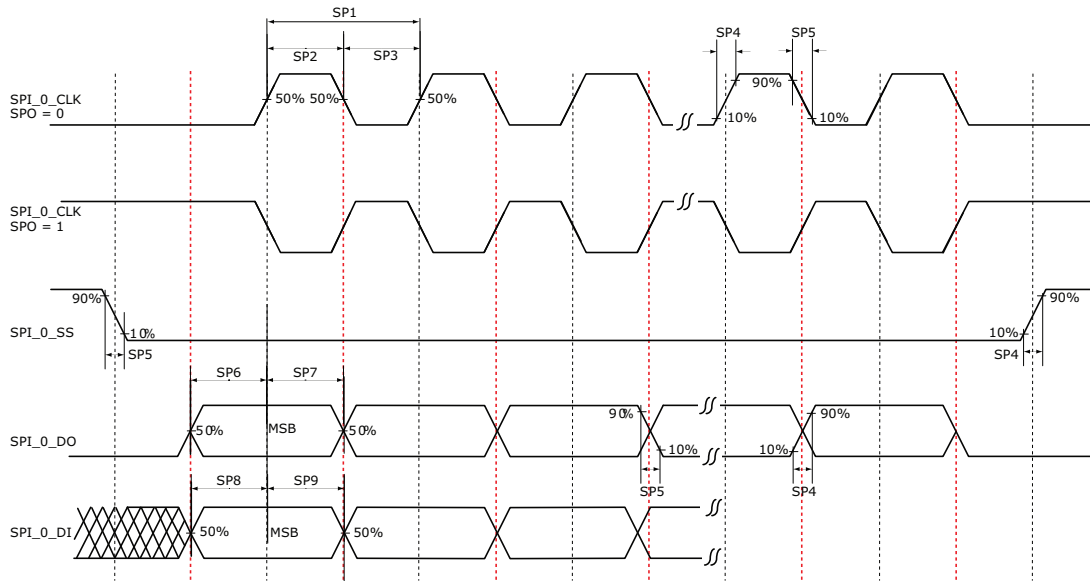 SP1
SP2
SP3
SP4
SP5
SPI_0_CLK
SPO = 0
50%
50%
50%
90%
10%
10%
SPI_0_CLK
SPO = 1
90%
90%
SPI_0_SS
10%
10%
SP5
SP4
SP6
SP7
SPI_0_DO
50%
MSB
50%
90%
10%
90%
10%
SP5
SP4
SP8
SP9
SPI_0_DI
50%
MSB
50%